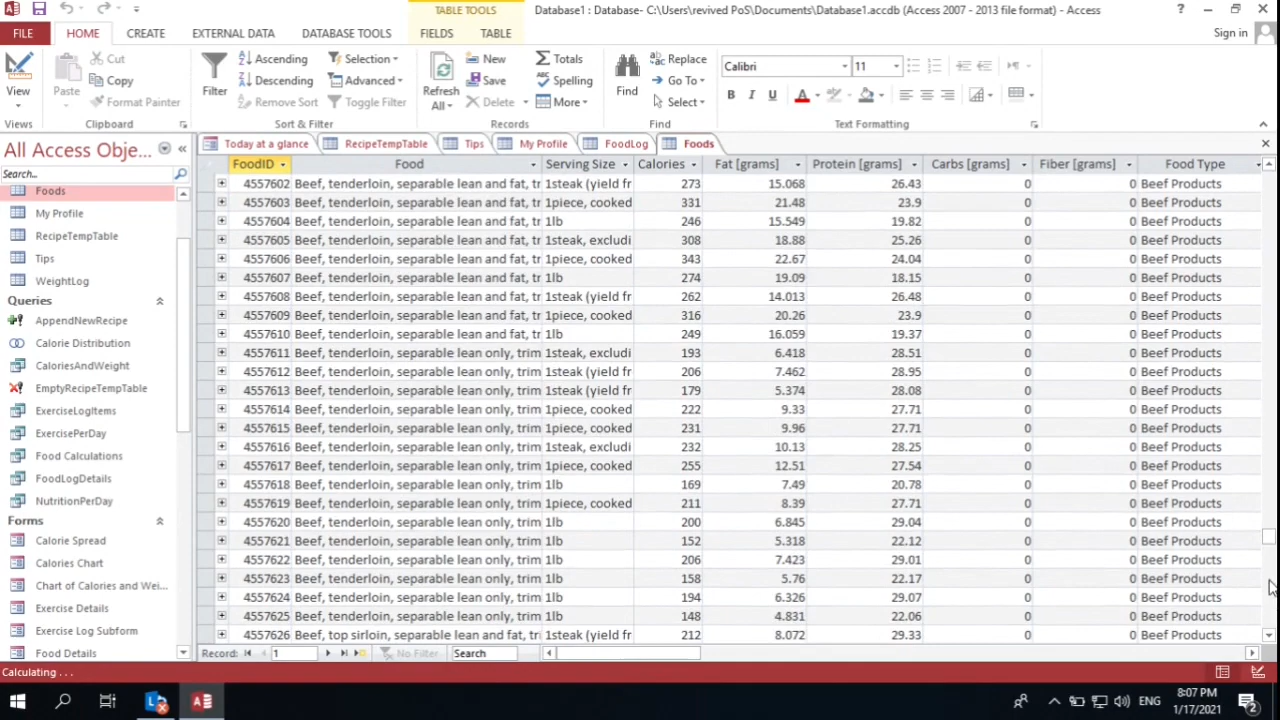 TABLE TOOLS
Database1 : Database- C:\Users\revived PoS\Documents\Database1.accdb (Access 2007 - 2013 file format) - Access
?
FILE HOME CREATE EXTERNAL DATA DATABASE TOOLS FIELDS TABLE Sign in
View
Views
Paste
Cut
Copy
Format Painter
Clipboard
Filter
Ascending
Descending
Remove Sort
Selection
Advanced
Toggle Filter
Sort & Filter
Refresh
All
New
Save
Delete
Totals
Spelling
More
Records
Find
Replace
Go To
Select
Find
Calibri 11
B I U A
Text Formatting
All Access Obje...
Search...
Foods
My Profile
RecipeTempTable
Tips
WeightLog
Queries
AppendNewRecipe
Calorie Distribution
CaloriesAndWeight
EmptyRecipeTempTable
ExerciseLogItems
ExercisePerDay
Food Calculations
FoodLogDetails
NutritionPerDay
Forms
Calorie Spread
Calories Chart
Chart of Calories and Wei...
Exercise Details
Exercise Log Subform
Food Details
Today at a glance RecipeTempTable Tips My Profile FoodLog Foods
FoodID Food Serving Size Calories Fat [grams] Protein [grams] Carbs [grams] Fiber [grams] Food Type
4557602 Beef, tenderloin, separable lean and fat, tr 1steak (yield fr 273 15.068 26.43 0 0 Beef Products
4557603 Beef, tenderloin, separable lean and fat, tr 1piece, cooked 331 21.48 23.9 0 0 Beef Products
4557604 Beef, tenderloin, separable lean and fat, tr 1lb 246 15.549 19.82 0 0 Beef Products
4557605 Beef, tenderloin, separable lean and fat, tr 1steak, excludi 308 18.88 25.26 0 0 Beef Products
4557606 Beef, tenderloin, separable lean and fat, tr 1piece, cooked 343 22.67 24.04 0 0 Beef Products
4557607 Beef, tenderloin, separable lean and fat, tr 1lb 274 19.09 18.15 0 0 Beef Products
4557608 Beef, tenderloin, separable lean and fat, tr 1steak (yield fr 262 14.013 26.48 0 0 Beef Products
4557609 Beef, tenderloin, separable lean and fat, tr 1piece, cooked 316 20.26 23.9 0 0 Beef Products
4557610 Beef, tenderloin, separable lean and fat, tr 1lb 249 16.059 19.37 0 0 Beef Products
4557611 Beef, tenderloin, separable lean only, trim 1steak, excludi 193 6.418 28.51 0 0 Beef Products
4557612 Beef, tenderloin, separable lean only, trim 1steak (yield fr 206 7.462 28.95 0 0 Beef Products
4557613 Beef, tenderloin, separable lean only, trim 1steak (yield fr 179 5.374 28.08 0 0 Beef Products
4557614 Beef, tenderloin, separable lean only, trim 1piece, cooked 222 9.33 27.71 0 0 Beef Products
4557615 Beef, tenderloin, separable lean only, trim 1piece, cooked 231 9.96 27.71 0 0 Beef Products
4557616 Beef, tenderloin, separable lean only, trim 1steak, excludi 232 10.13 28.25 0 0 Beef Products
4557617 Beef, tenderloin, separable lean only, trim 1piece, cooked 255 12.51 27.54 0 0 Beef Products
4557618 Beef, tenderloin, separable lean only, trim 1lb 169 7.49 20.78 0 0 Beef Products
4557619 Beef, tenderloin, separable lean only, trim 1piece, cooked 211 8.39 27.71 0 0 Beef Products
4557620 Beef, tenderloin, separable lean only, trim 1lb 200 6.845 29.04 0 0 Beef Products
4557621 Beef, tenderloin, separable lean only, trim 1lb 152 5.318 22.12 0 0 Beef Products
4557622 Beef, tenderloin, separable lean only, trim 1lb 206 7.423 29.01 0 0 Beef Products
4557623 Beef, tenderloin, separable lean only, trim 1lb 158 5.76 22.17 0 0 Beef Products
4557624 Beef, tenderloin, separable lean only, trim 1lb 194 6.326 29.07 0 0 Beef Products
4557625 Beef, tenderloin, separable lean only, trim 1lb 148 4.831 22.06 0 0 Beef Products
4557626 Beef, top sirloin, separable lean and fat, tr 1steak (yield fr 212 8.072 29.33 0 0 Beef Products
Record: 1 No Filter Search
Calculating . . .
ENG
8:07 PM
1/17/2021
2